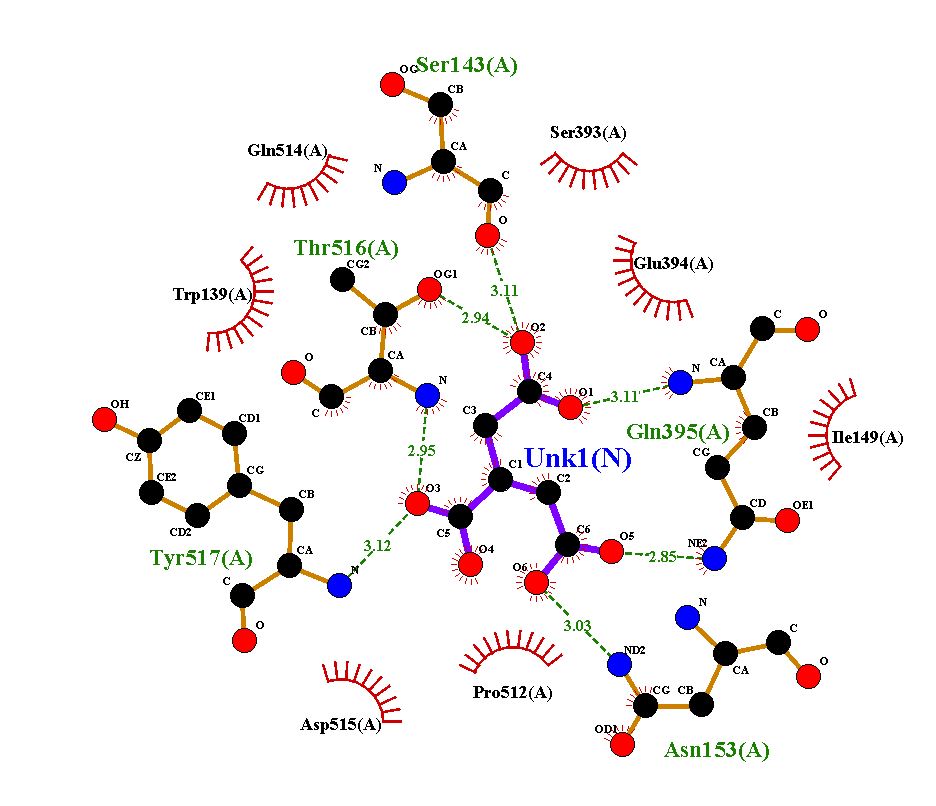 Ser143(A)
OG
CB
Ser393(A)
Gln514(A)
CA
N
C
O
Thr516(A)
CG2
OG1
Glu394(A)
Trp139(A)
3.11
2.94
O2
CB
C
O
CA
O
N
C4
O1
3.11
N
CA
C
CE1
OH
CD1
C3
Gln395(A)
CB
Ile149(A)
CZ
2.95
Unk1(N)
CG
CG
C1
C2
CE2
O3
CD
OE1
CD2
CB
C5
3.12
C6
O5
NE2
2.85
Tyr517(A)
O4
CA
N
O6
C
3.03
N
O
C
ND2
CA
O
Pro512(A)
CG
CB
Asp515(A)
OD1
Asn153(A)